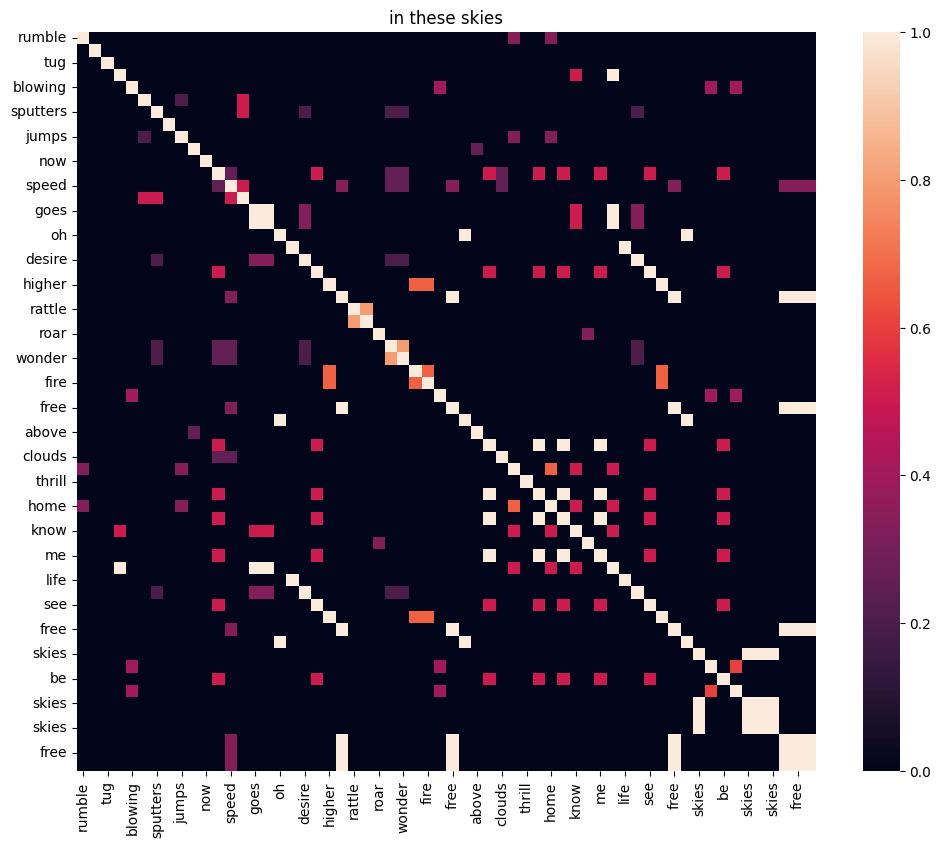 in these skies
rumble
tug
blowing
sputters
jumps
now
speed
goes
oh
desire
higher
rattle
roar
wonder
fire
free
above
clouds
thrill
home
know
me
life
see
free
skies
be
skies
skies
free
1.0
0.8
0.6
0.4
0.2
0.0
rumble
tug
blowing
sputters
jumps
now
speed
goes
oh
desire
higher
rattle
roar
wonder
fire
free
above
clouds
thrill
home
know
me
life
see
free
skies
be
skies
skies
free